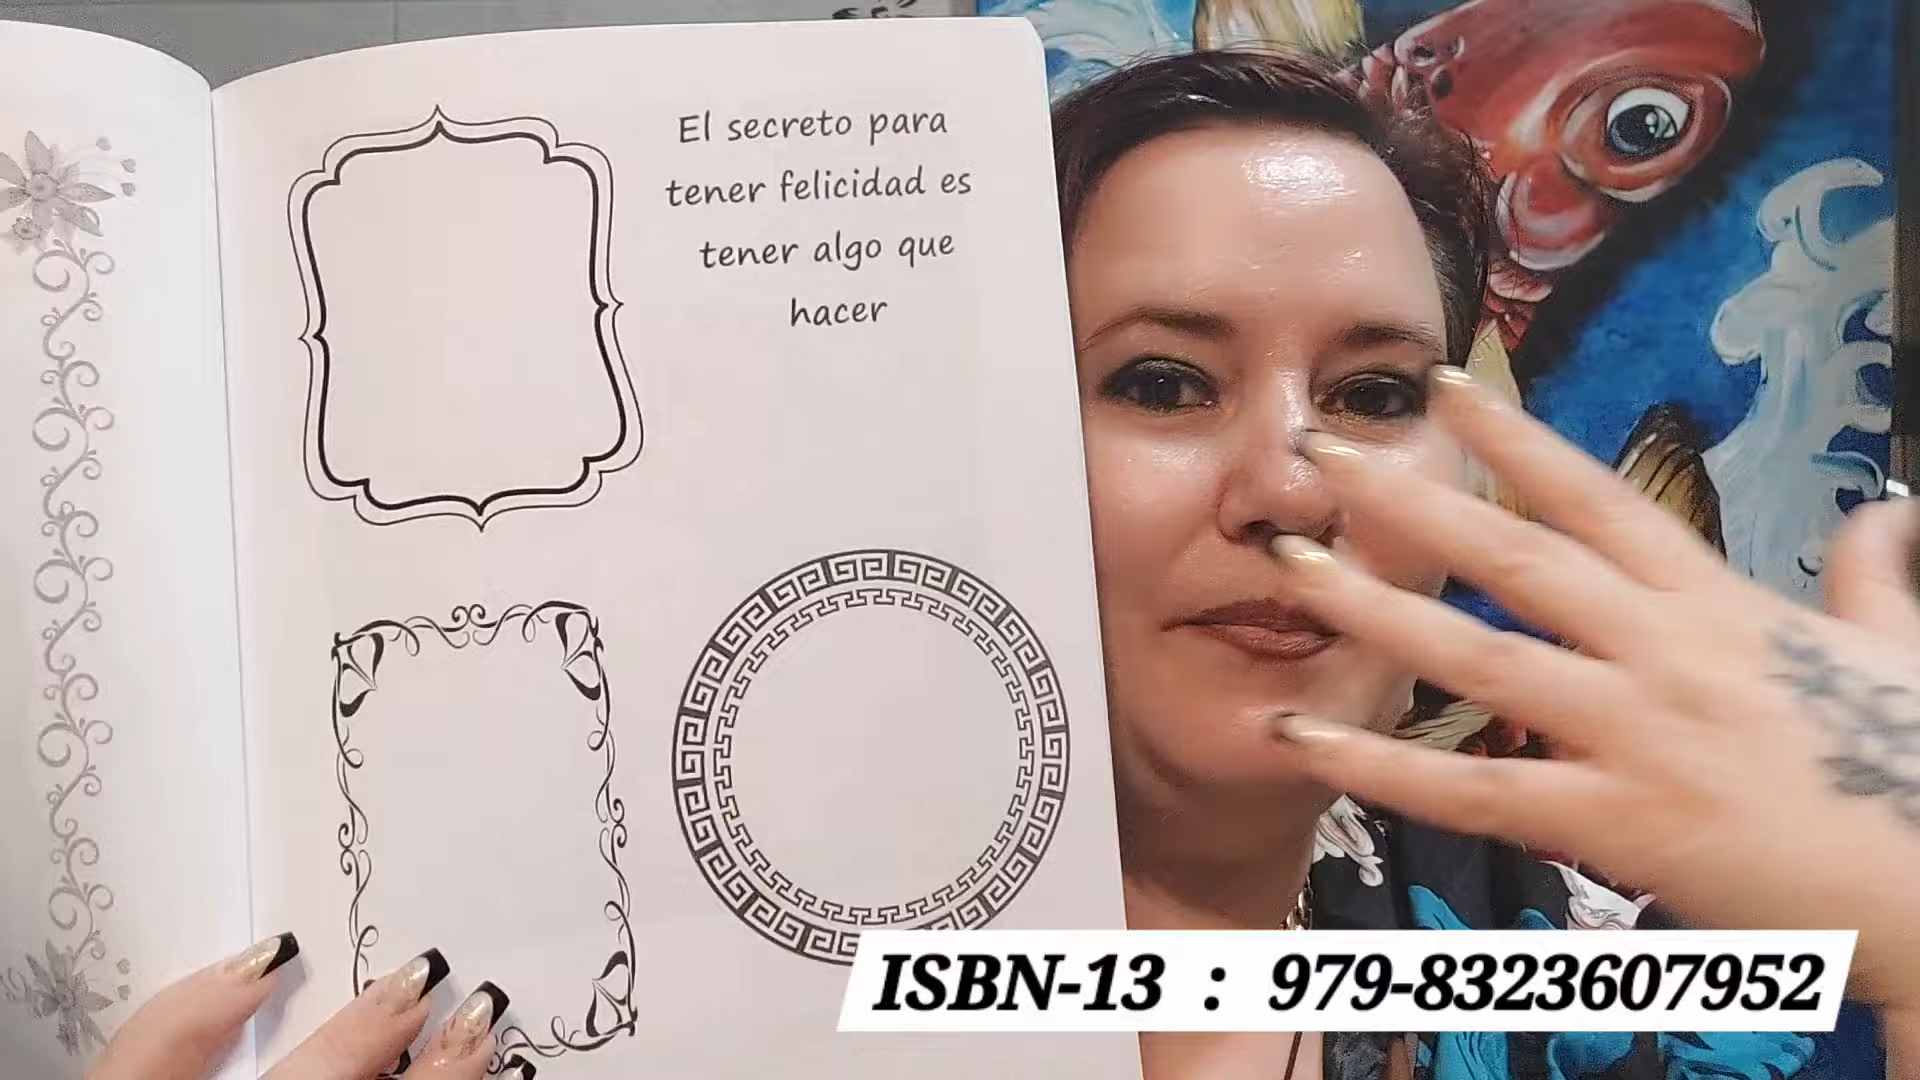 El secreto para
tener felicidad es
tener algo que
hacer
ISBN-13 : 979-8323607952